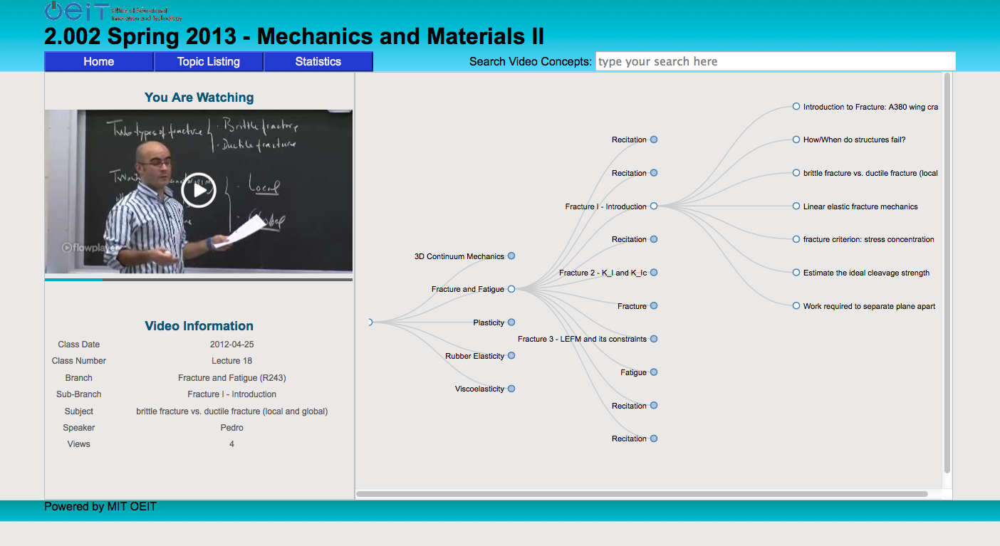 OEIT Office of Educational
Innovation and Technology
2.002 Spring 2013 - Mechanics and Materials II
Home
Topic Listing
Statistics
Search Video Concepts:
type your search here
You Are Watching
Two types of fracture
· Brittle fracture
· Ductile fracture
· Local
· Global
flowplayer
Video Information
Class Date 2012-04-25
Class Number Lecture 18
Branch Fracture and Fatigue (R243)
Sub-Branch Fracture I - Introduction
Subject brittle fracture vs. ductile fracture (local and global)
Speaker Pedro
Views 4
3D Continuum Mechanics
Fracture and Fatigue
Plasticity
Rubber Elasticity
Viscoelasticity
Recitation
Recitation
Fracture I - Introduction
Recitation
Fracture 2 - K_I and K_Ic
Fracture
Fracture 3 - LEFM and its constraints
Fatigue
Recitation
Recitation
Introduction to Fracture: A380 wing cra
How/When do structures fail?
brittle fracture vs. ductile fracture (local
Linear elastic fracture mechanics
fracture criterion: stress concentration
Estimate the ideal cleavage strength
Work required to separate plane apart
Powered by MIT OEIT